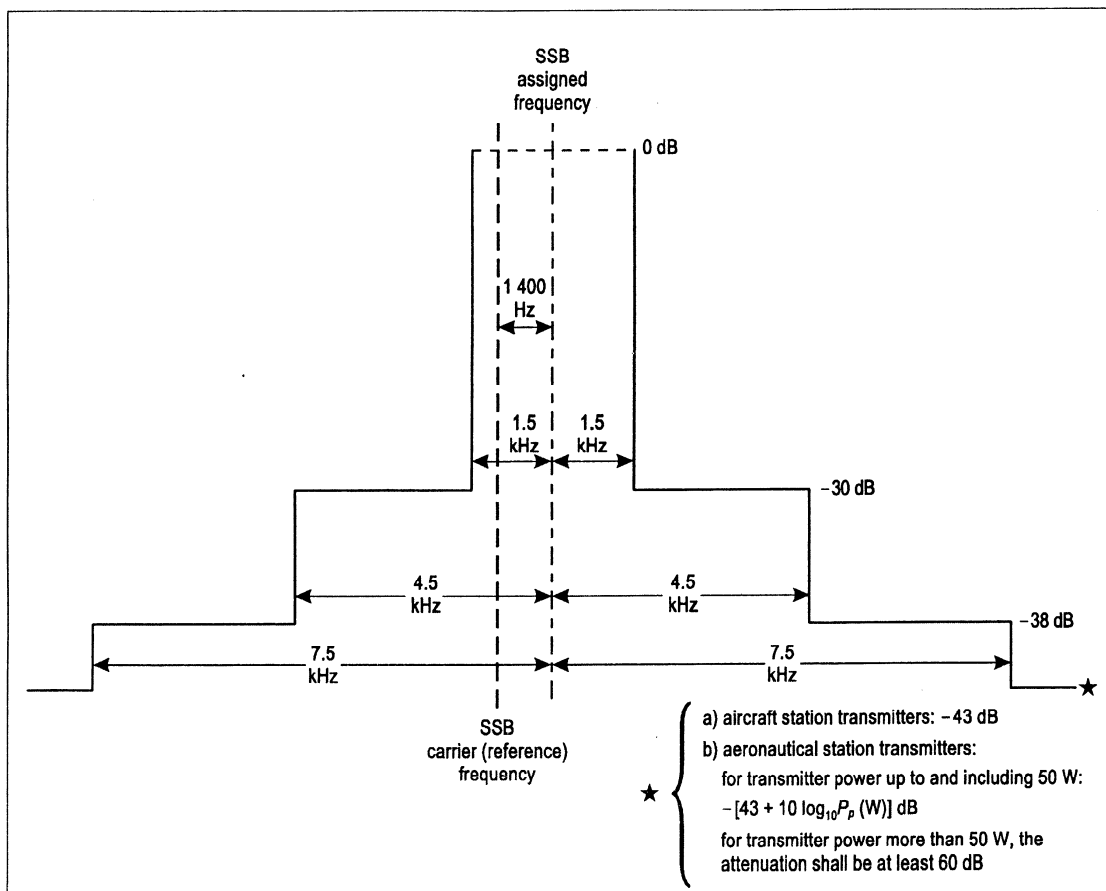 SSB
assigned
frequency
0 dB
1 400
Hz
1.5
kHz
1.5
kHz
−30 dB
4.5
kHz
4.5
kHz
−38 dB
7.5
kHz
7.5
kHz
★
SSB
carrier (reference)
frequency
★
a) aircraft station transmitters: −43 dB
b) aeronautical station transmitters:
for transmitter power up to and including 50 W:
−[43 + 10 log₁₀Pₚ (W)] dB
for transmitter power more than 50 W, the
attenuation shall be at least 60 dB